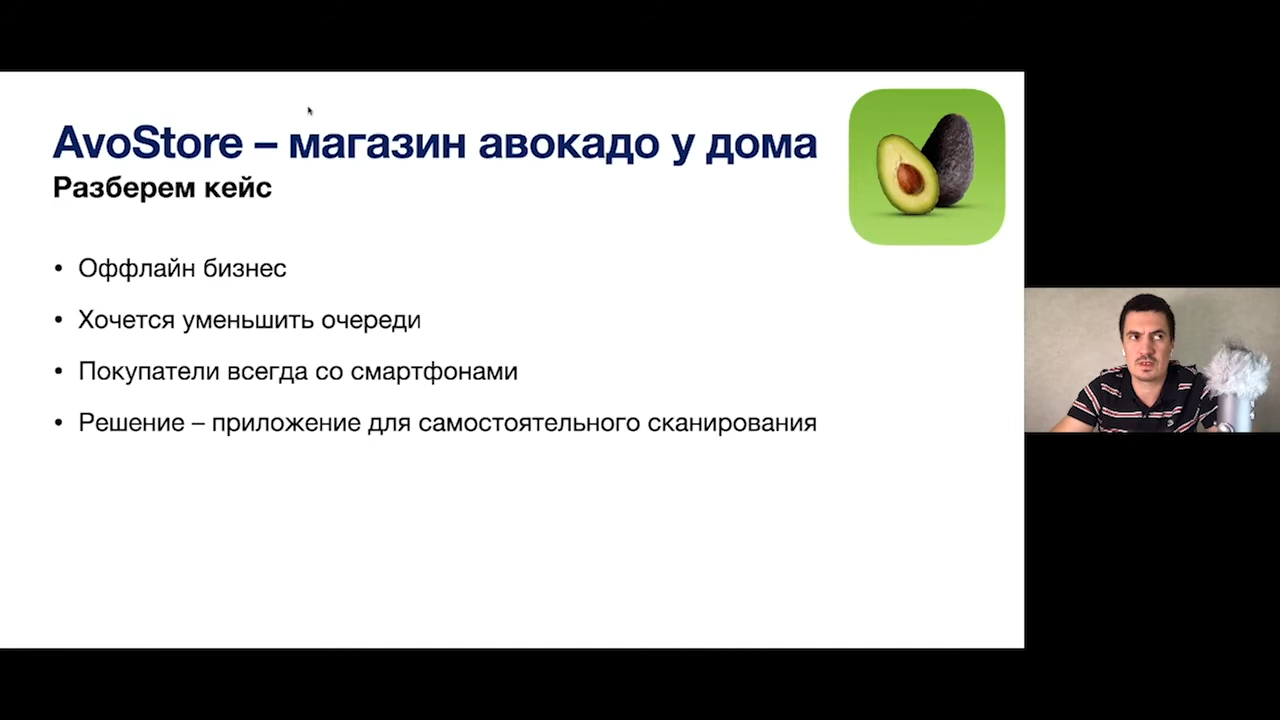 AvoStore – магазин авокадо у дома
Разберем кейс
• Оффлайн бизнес
• Хочется уменьшить очереди
• Покупатели всегда со смартфонами
• Решение – приложение для самостоятельного сканирования